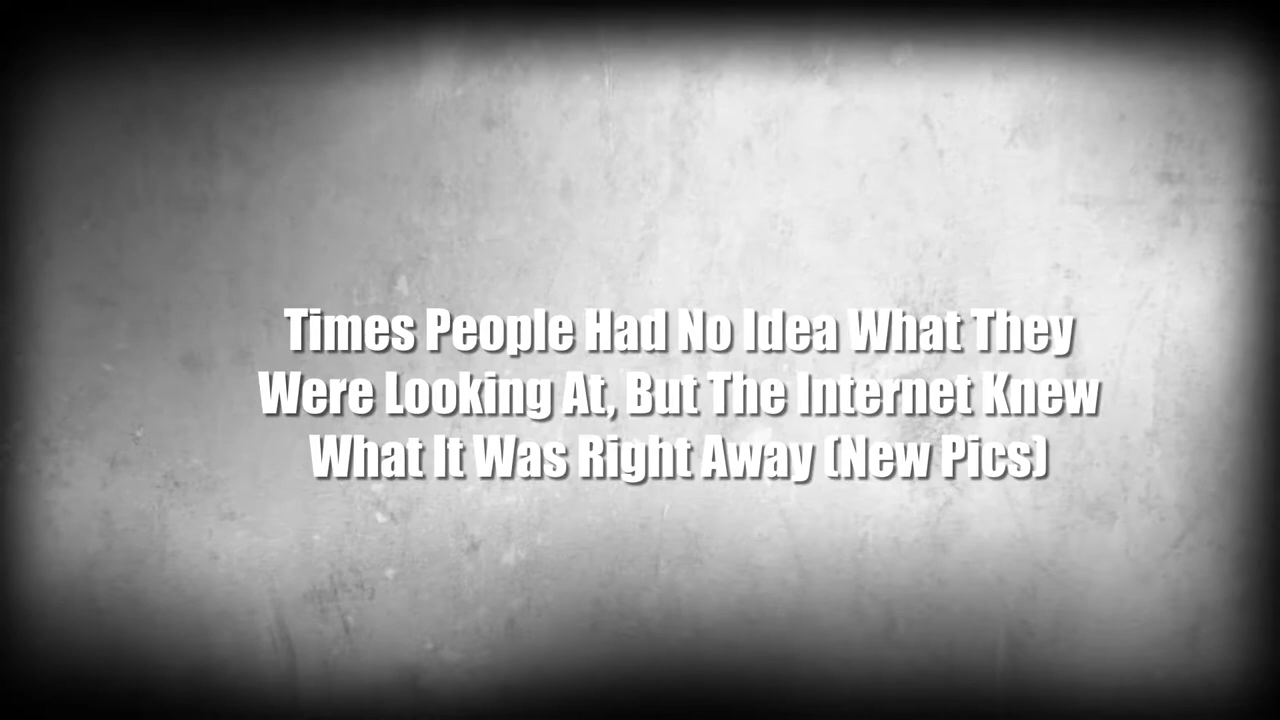 Times People Had No Idea What They
Were Looking At, But The Internet Knew
What It Was Right Away (New Pics)